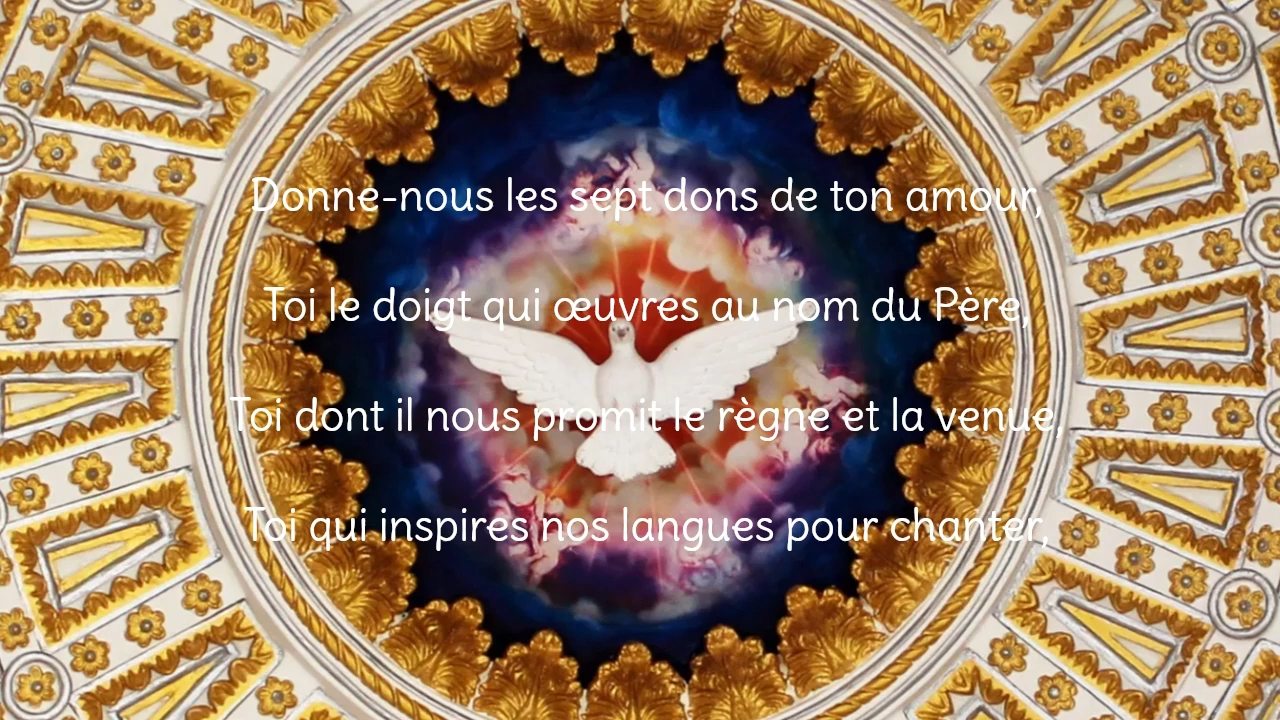 Donne-nous les sept dons de ton amour,
Toi le doigt qui œuvres au nom du Père,
Toi dont il nous promit le règne et la venue,
Toi qui inspires nos langues pour chanter,